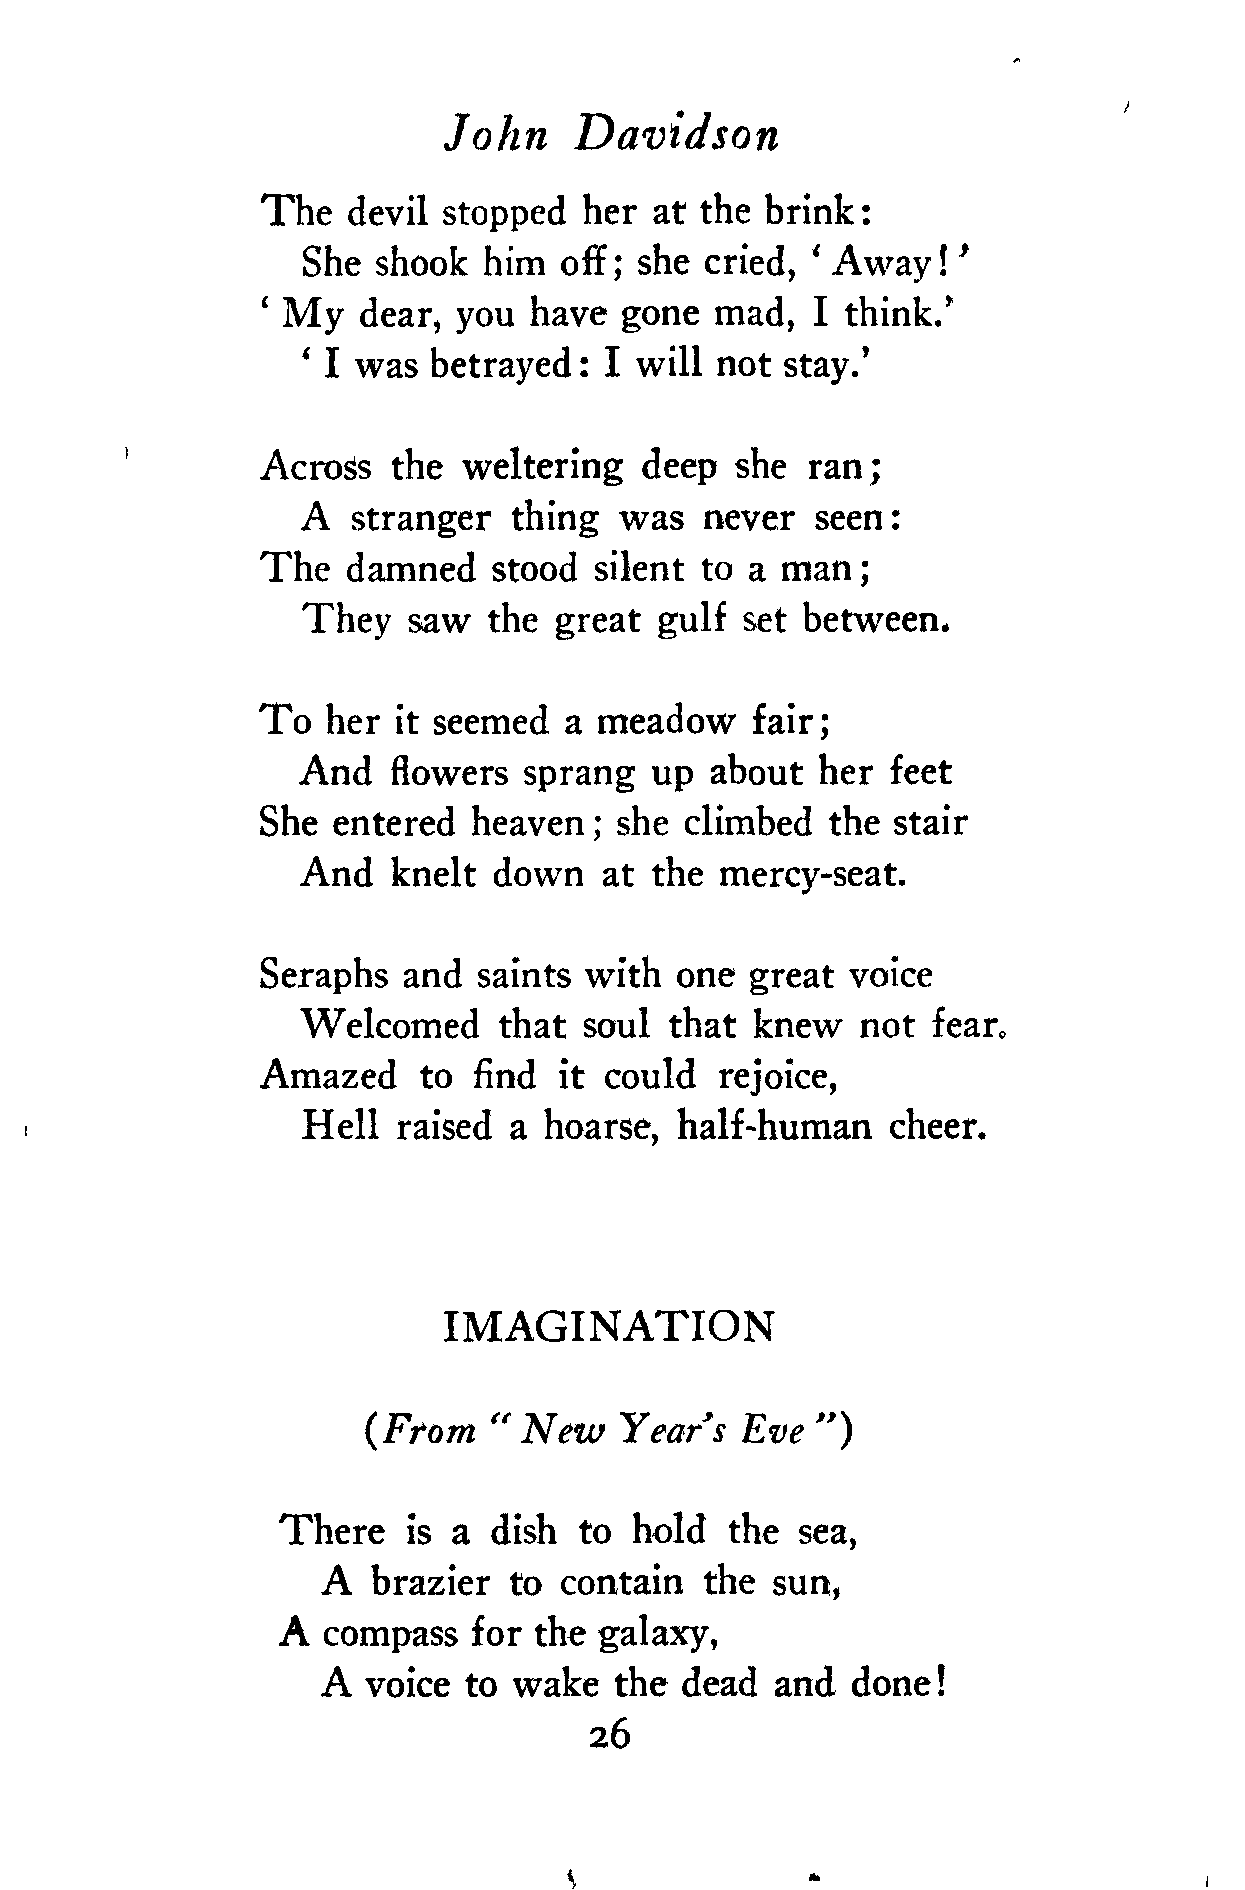 John Davidson
The devil stopped her at the brink:
She shook him off; she cried, ‘Away!’
‘My dear, you have gone mad, I think.’
‘I was betrayed: I will not stay.’
Across the weltering deep she ran;
A stranger thing was never seen:
The damned stood silent to a man;
They saw the great gulf set between.
To her it seemed a meadow fair;
And flowers sprang up about her feet
She entered heaven; she climbed the stair
And knelt down at the mercy-seat.
Seraphs and saints with one great voice
Welcomed that soul that knew not fear.
Amazed to find it could rejoice,
Hell raised a hoarse, half-human cheer.
IMAGINATION
(From “New Year’s Eve”)
There is a dish to hold the sea,
A brazier to contain the sun,
A compass for the galaxy,
A voice to wake the dead and done!
26